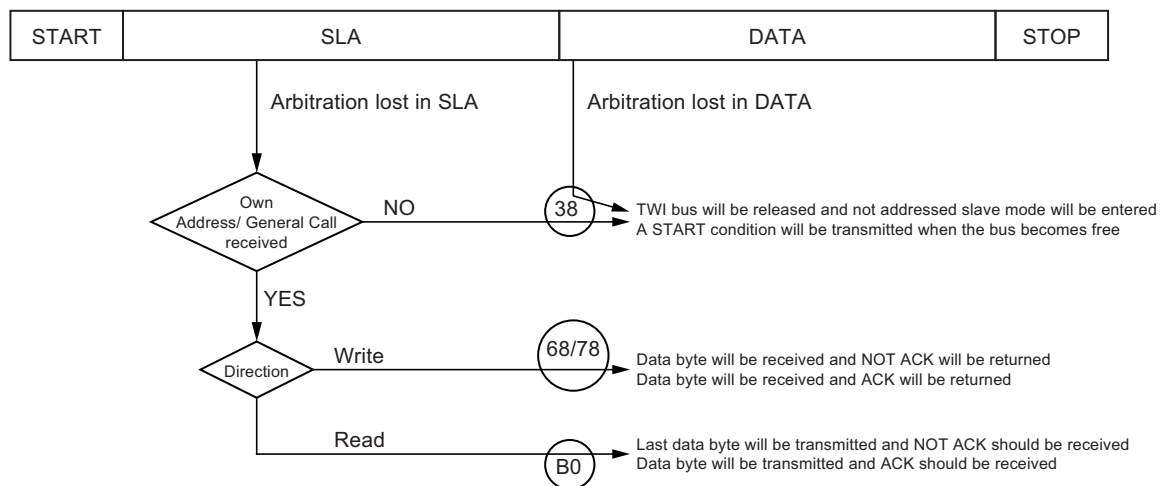 START SLA DATA STOP
Arbitration lost in SLA
Arbitration lost in DATA
Own
Address/ General Call
received
NO
38
TWI bus will be released and not addressed slave mode will be entered
A START condition will be transmitted when the bus becomes free
YES
Direction
Write
68/78
Data byte will be received and NOT ACK will be returned
Data byte will be received and ACK will be returned
Read
B0
Last data byte will be transmitted and NOT ACK should be received
Data byte will be transmitted and ACK should be received